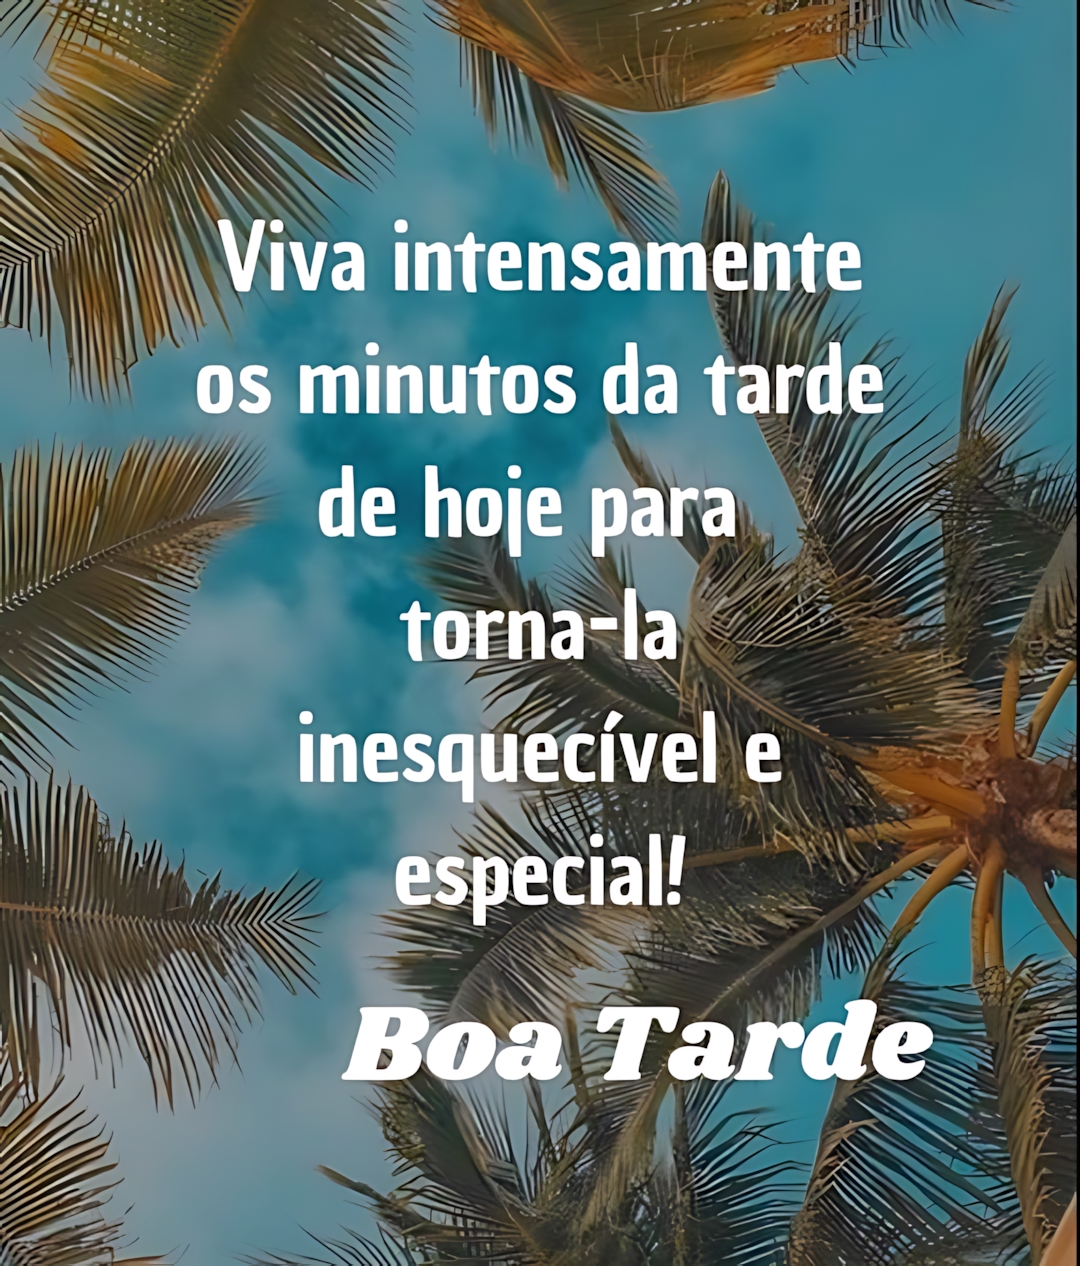 Viva intensamente
os minutos da tarde
de hoje para
torna-la
inesquecível e
especial!
Boa Tarde